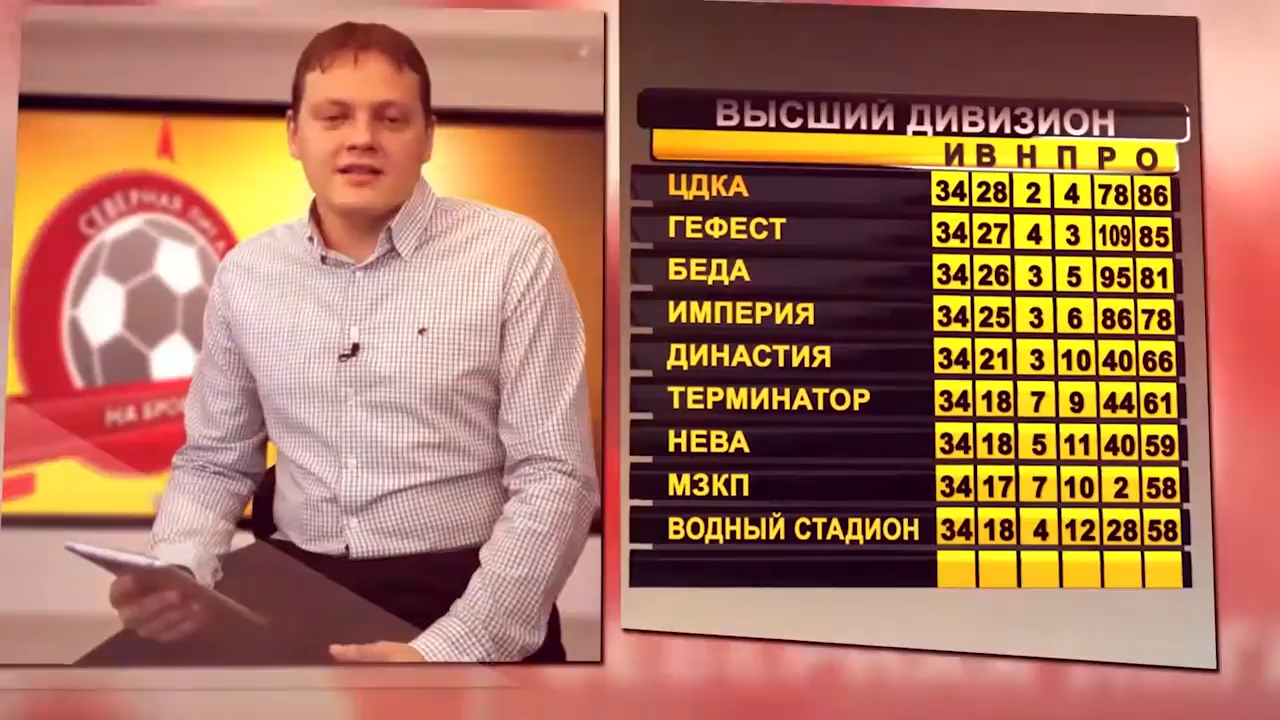 СЕВЕРНАЯ ЛИГА
ВЫСШИЙ ДИВИЗИОН
И В Н П Р О
ЦДКА 34 28 2 4 78 86
ГЕФЕСТ 34 27 4 3 109 85
БЕДА 34 26 3 5 95 81
ИМПЕРИЯ 34 25 3 6 86 78
ДИНАСТИЯ 34 21 3 10 40 66
ТЕРМИНАТОР 34 18 7 9 44 61
НЕВА 34 18 5 11 40 59
МЗКП 34 17 7 10 2 58
ВОДНЫЙ СТАДИОН 34 18 4 12 28 58
НА